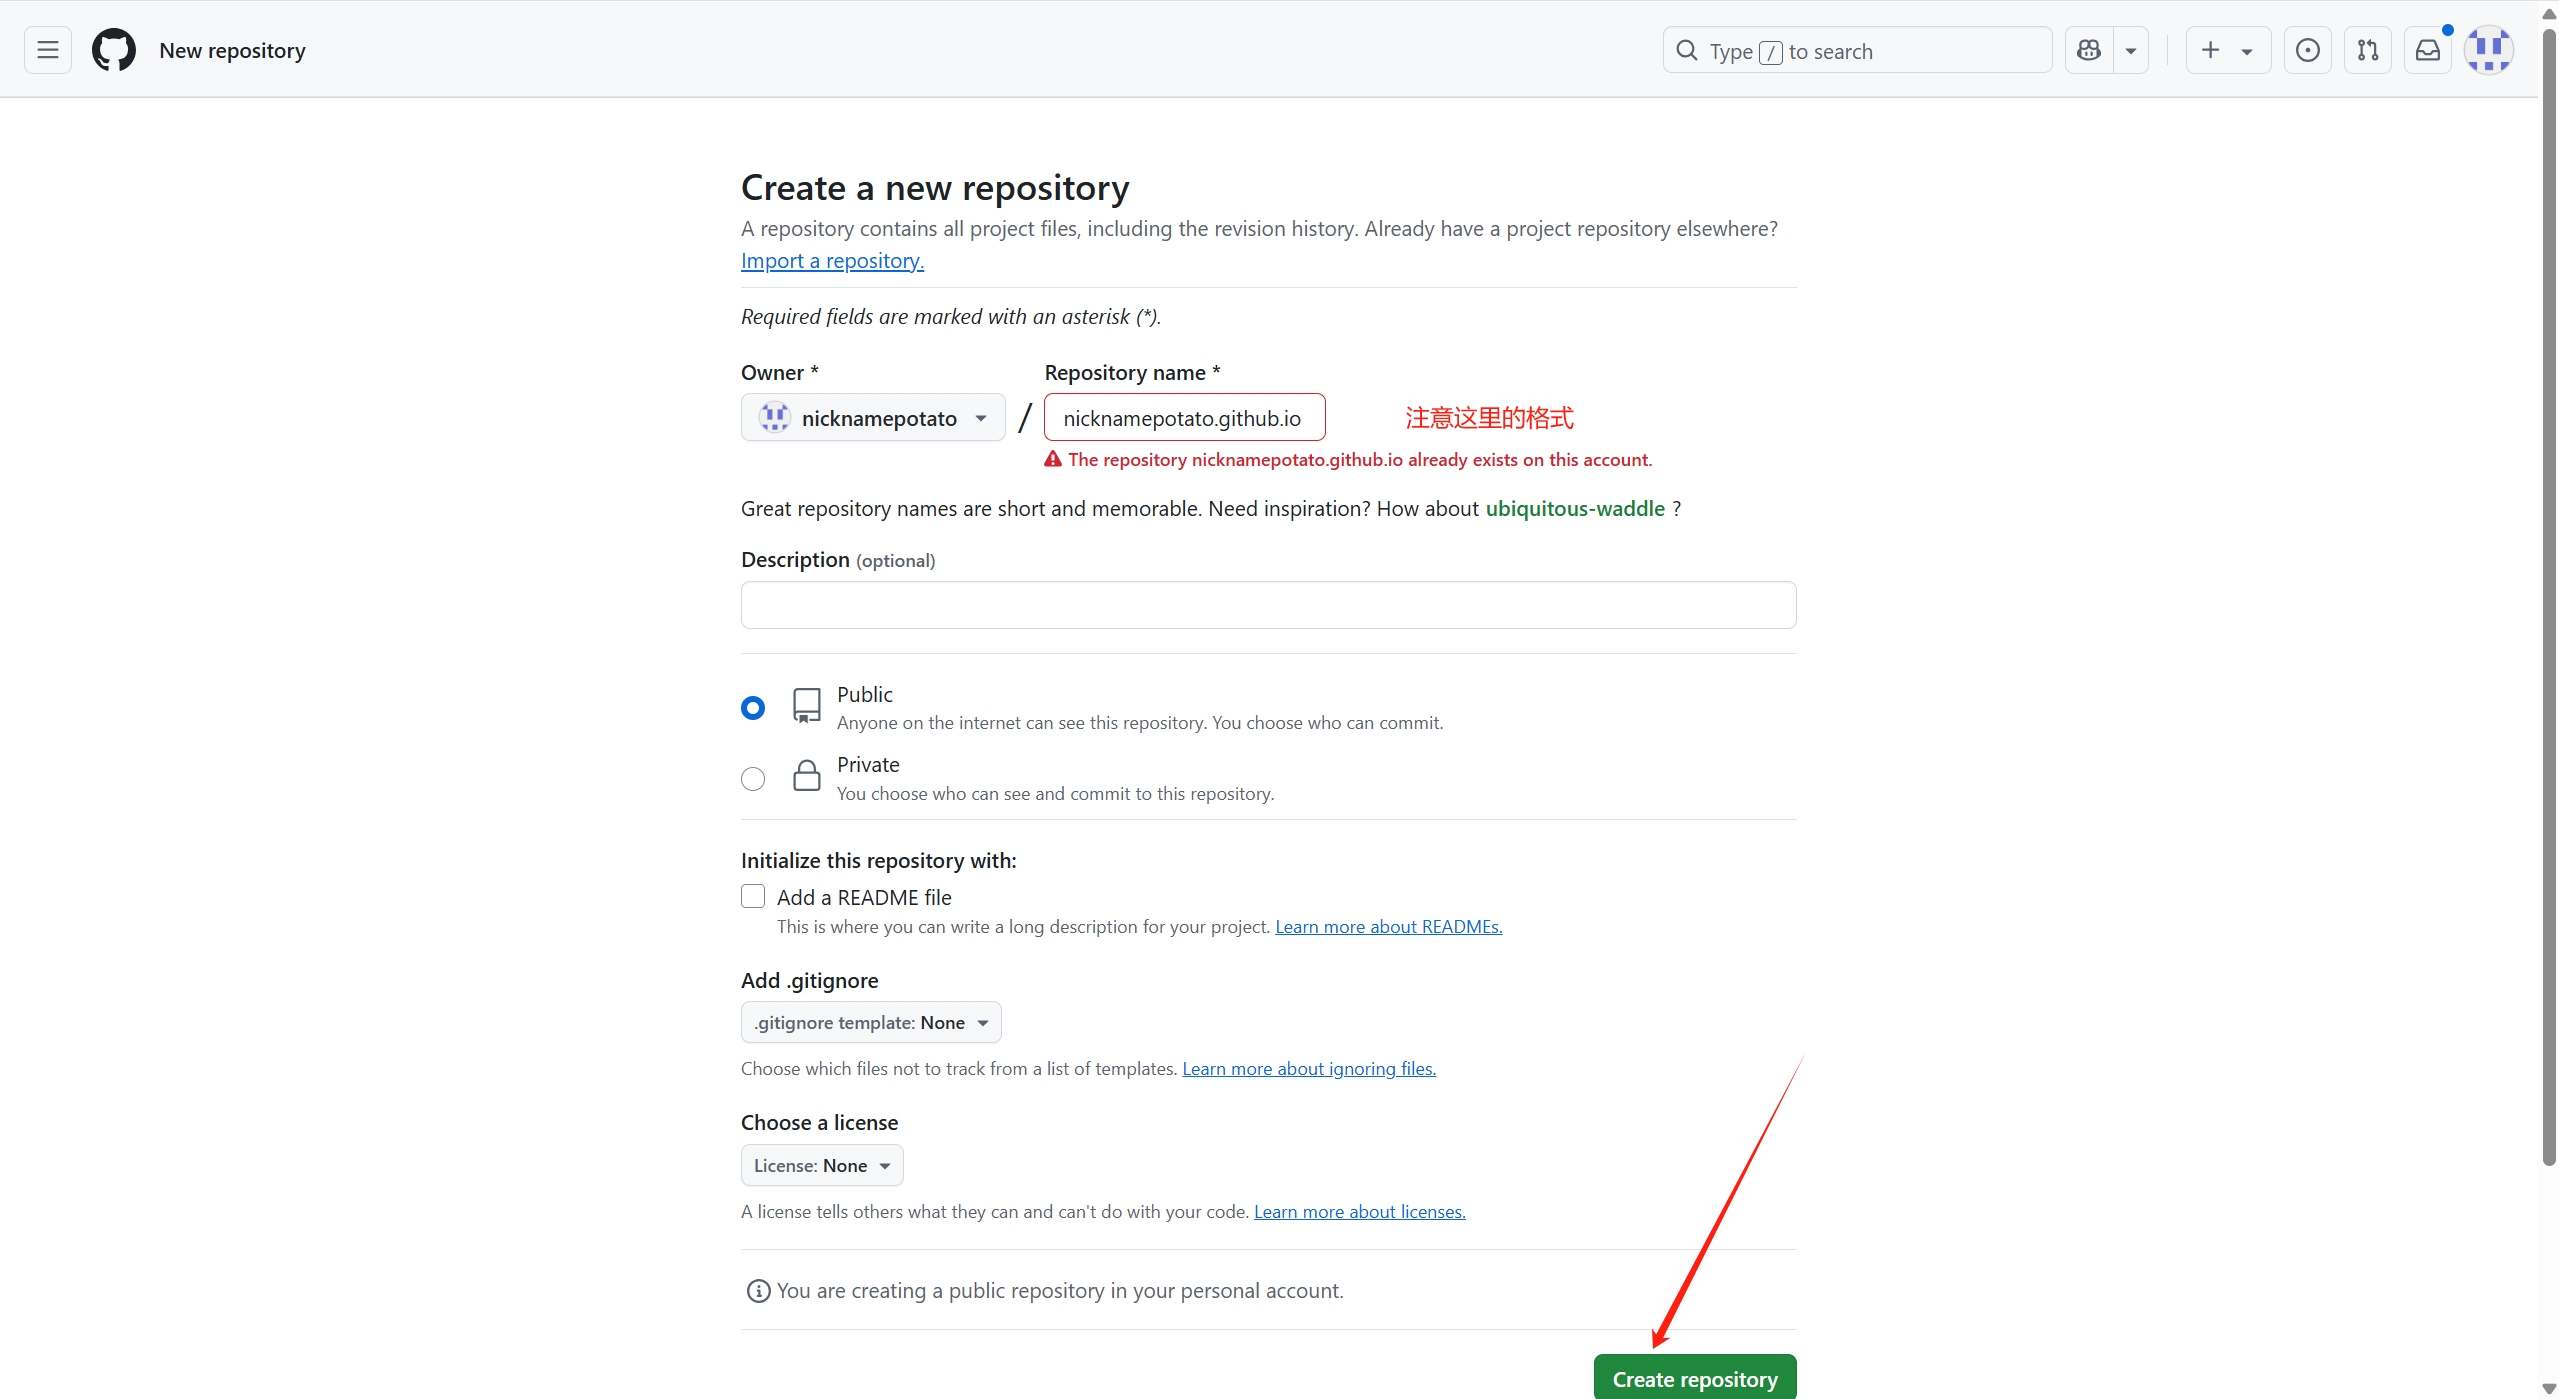 New repository
Type / to search
Create a new repository
A repository contains all project files, including the revision history. Already have a project repository elsewhere?
Import a repository.
Required fields are marked with an asterisk (*).
Owner *
Repository name *
nicknamepotato / nicknamepotato.github.io 注意这里的格式
The repository nicknamepotato.github.io already exists on this account.
Great repository names are short and memorable. Need inspiration? How about ubiquitous-waddle ?
Description (optional)
Public
Anyone on the internet can see this repository. You choose who can commit.
Private
You choose who can see and commit to this repository.
Initialize this repository with:
Add a README file
This is where you can write a long description for your project. Learn more about READMEs.
Add .gitignore
.gitignore template: None
Choose which files not to track from a list of templates. Learn more about ignoring files.
Choose a license
License: None
A license tells others what they can and can't do with your code. Learn more about licenses.
You are creating a public repository in your personal account.
Create repository